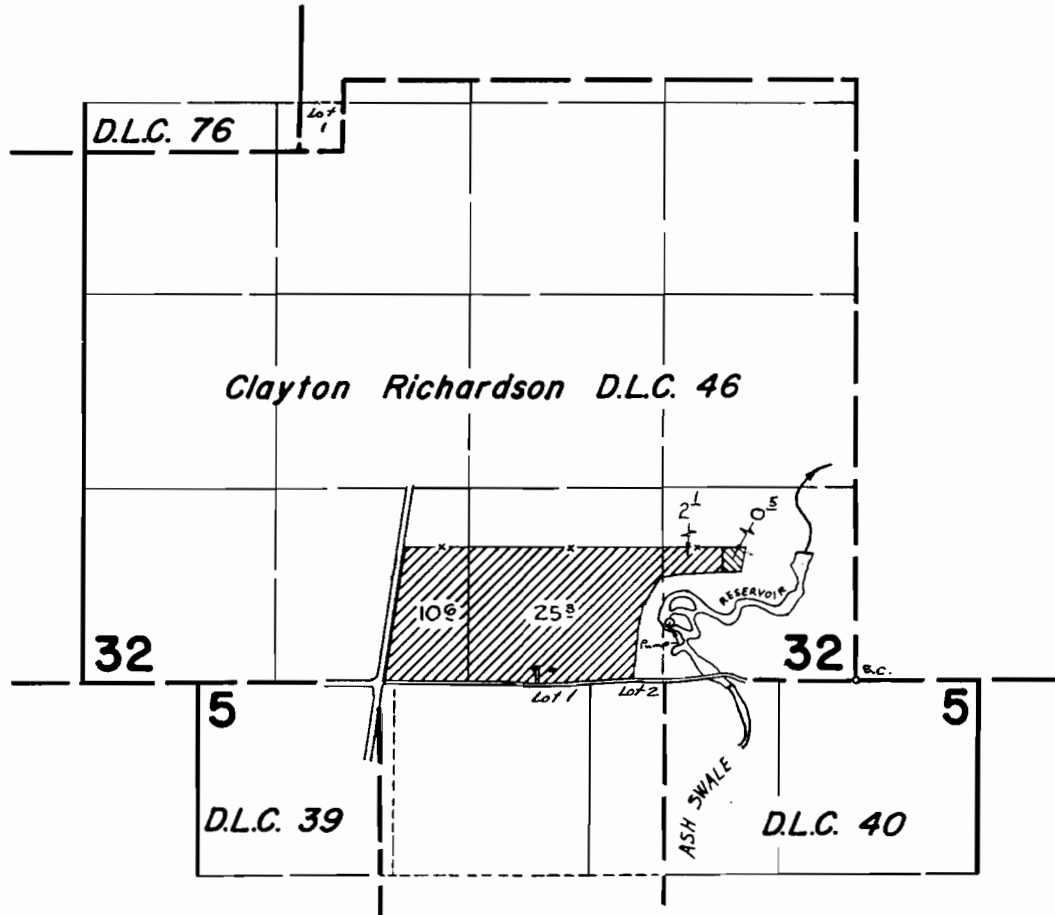 Lot
1
D.L.C. 76
Clayton Richardson D.L.C. 46
2 1
0 5
RESERVOIR
10 6
25 8
Pump
32
32
B.C.
Lot 1
Lot 2
5
5
D.L.C. 39
ASH SWALE
D.L.C. 40